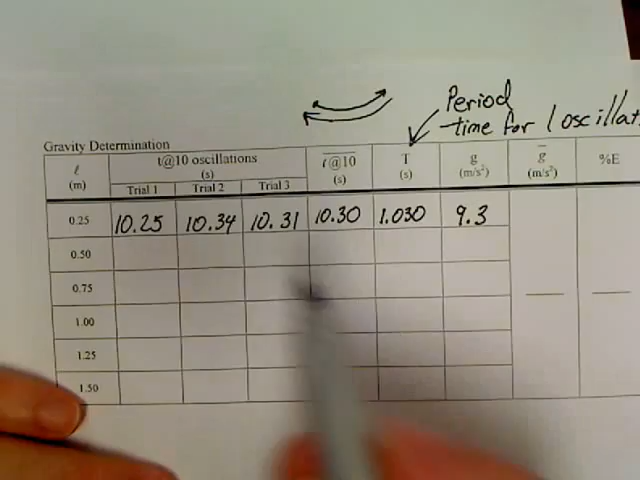 Period
time for 1 oscillat
Gravity Determination
ℓ (m) t@10 oscillations (s) t@10 (s) T (s) g (m/s²) g (m/s²) %E
Trial 1 Trial 2 Trial 3
0.25 10.25 10.34 10.31 10.30 1.030 9.3
0.50
0.75
1.00
1.25
1.50